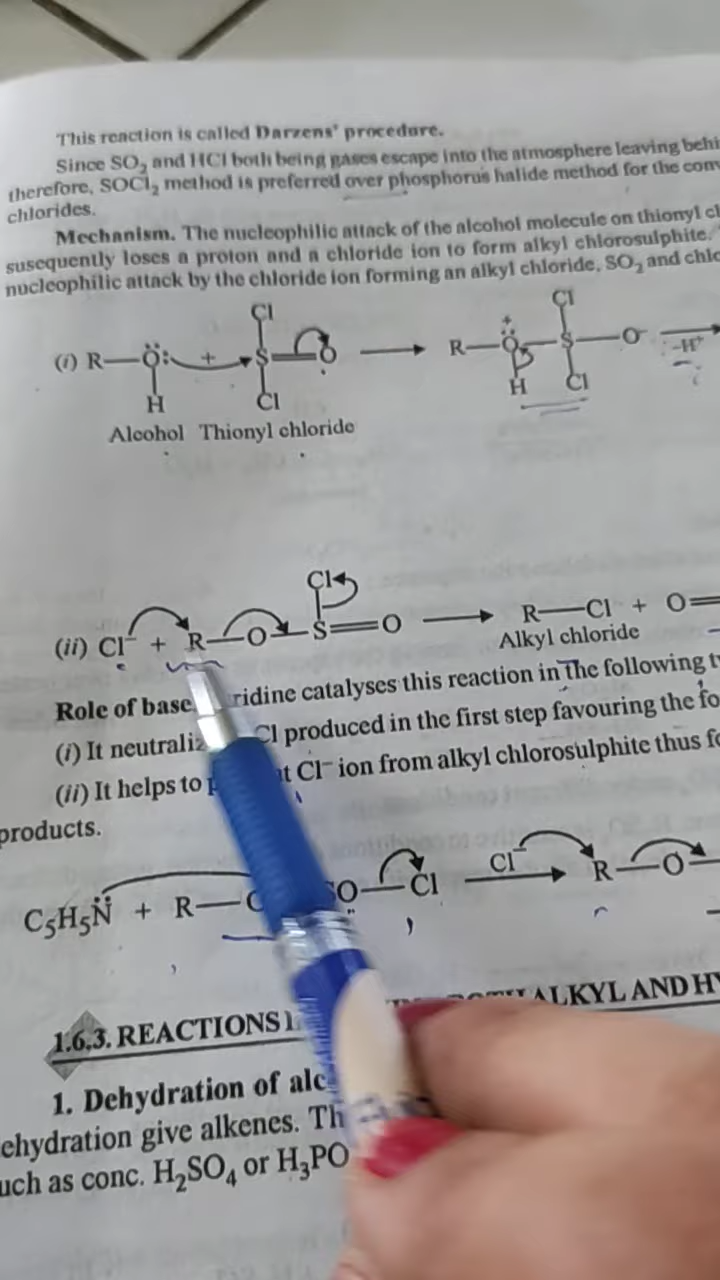 This reaction is called Darzens' procedure.
Since SO₂ and HCl both being gases escape into the atmosphere leaving behi
therefore, SOCl₂ method is preferred over phosphorus halide method for the con
chlorides.
Mechanism. The nucleophilic attack of the alcohol molecule on thionyl cl
susequently loses a proton and a chloride ion to form alkyl chlorosulphite.
nucleophilic attack by the chloride ion forming an alkyl chloride, SO₂ and chlo
Cl Cl
(i) R—Ö: + S=O → R—O⁺—S—O⁻ → -H⁺
H Cl H Cl
Alcohol Thionyl chloride
Cl
(ii) Cl⁻ + R—O—S=O → R—Cl + O=
Alkyl chloride
Role of base. ridine catalyses this reaction in the following t
(i) It neutraliz Cl produced in the first step favouring the fo
(ii) It helps to t Cl⁻ ion from alkyl chlorosulphite thus fo
products.
C₅H₅N̈ + R— SO—Cl Cl⁻ → R—O—
1.6.3. REACTIONS ALKYL AND HY
1. Dehydration of alc
ehydration give alkenes. Th
uch as conc. H₂SO₄ or H₃PO